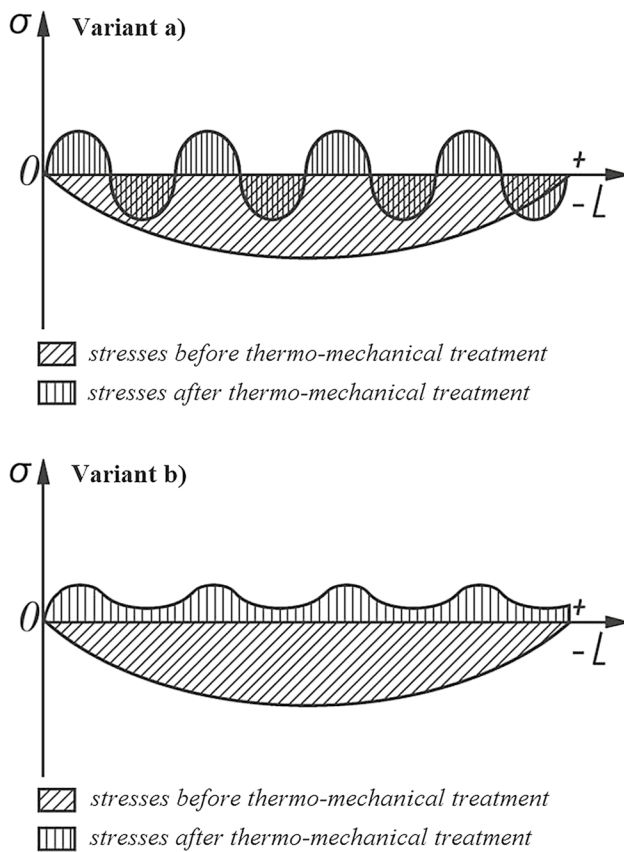 σ Variant a)
0
+
- L
stresses before thermo-mechanical treatment
stresses after thermo-mechanical treatment
σ Variant b)
0
+
- L
stresses before thermo-mechanical treatment
stresses after thermo-mechanical treatment